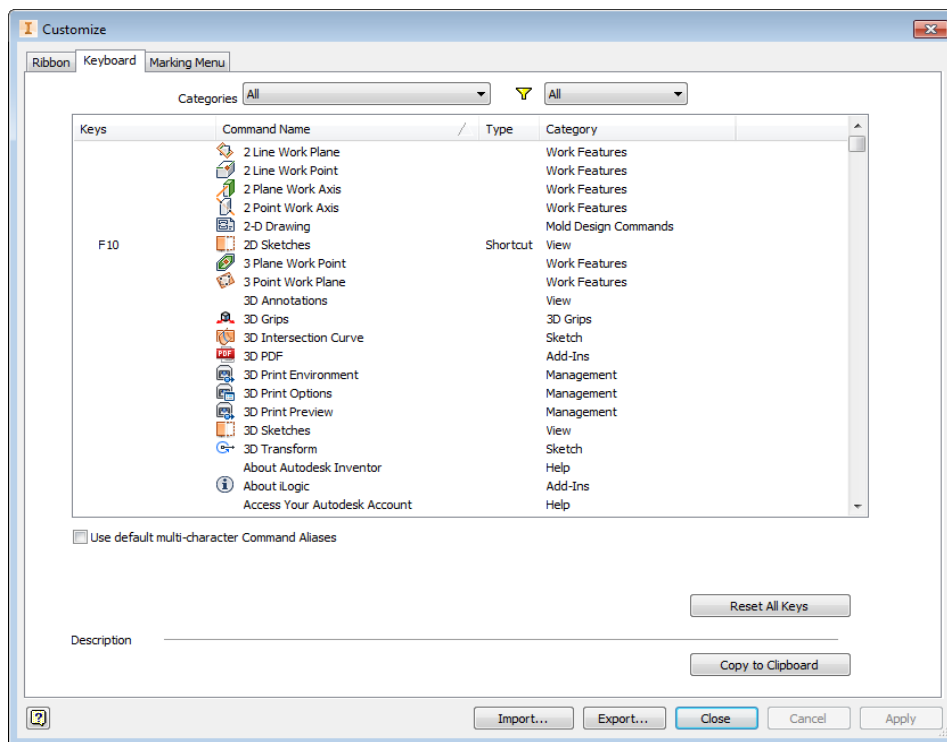 I Customize
Ribbon Keyboard Marking Menu
Categories All All
Keys Command Name Type Category
2 Line Work Plane Work Features
2 Line Work Point Work Features
2 Plane Work Axis Work Features
2 Point Work Axis Work Features
2-D Drawing Mold Design Commands
F10 2D Sketches Shortcut View
3 Plane Work Point Work Features
3 Point Work Plane Work Features
3D Annotations View
3D Grips 3D Grips
3D Intersection Curve Sketch
PDF 3D PDF Add-Ins
3D Print Environment Management
3D Print Options Management
3D Print Preview Management
3D Sketches View
3D Transform Sketch
About Autodesk Inventor Help
About iLogic Add-Ins
Access Your Autodesk Account Help
Use default multi-character Command Aliases
Reset All Keys
Description
Copy to Clipboard
Import... Export... Close Cancel Apply